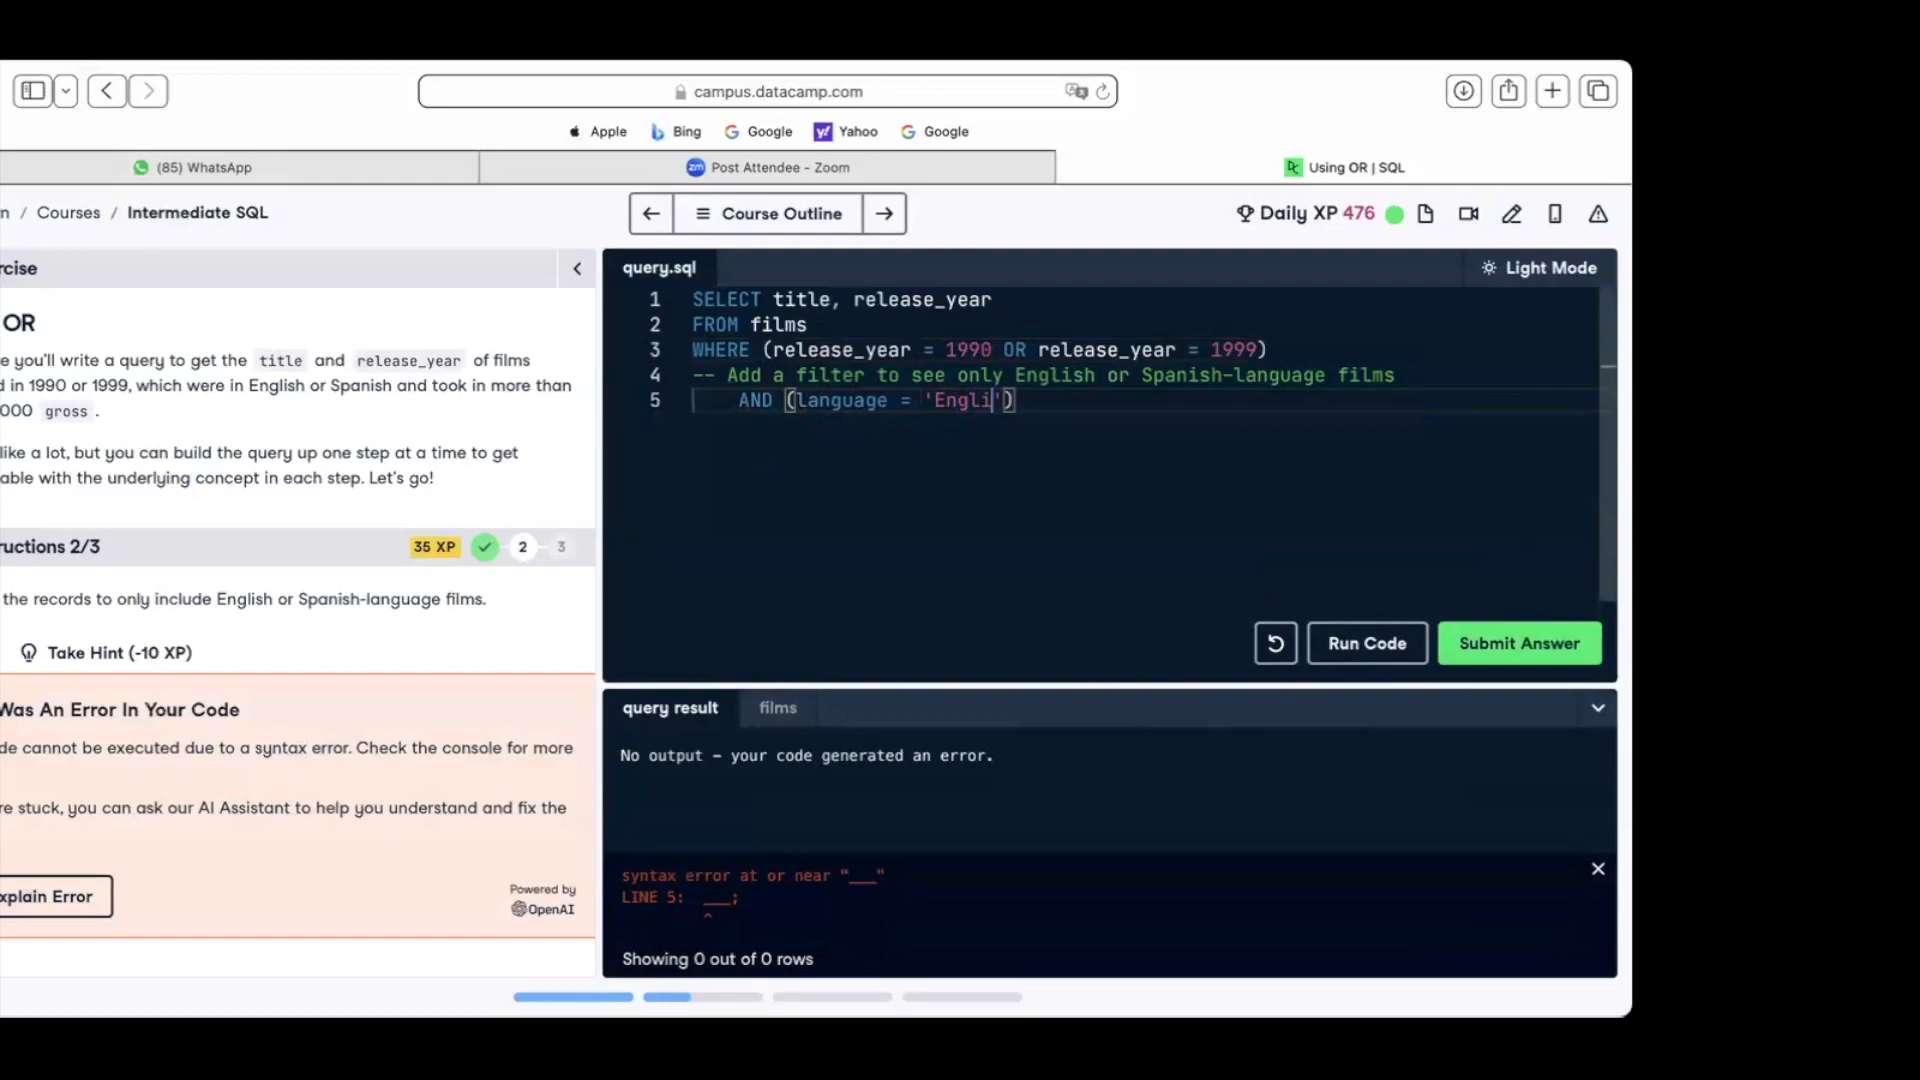 campus.datacamp.com
Apple Bing Google Yahoo Google
(85) WhatsApp Post Attendee - Zoom Using OR | SQL
n / Courses / Intermediate SQL
Course Outline
Daily XP 476
rcise
OR
e you'll write a query to get the title and release_year of films
d in 1990 or 1999, which were in English or Spanish and took in more than
000 gross.
like a lot, but you can build the query up one step at a time to get
able with the underlying concept in each step. Let's go!
ructions 2/3
35 XP 2 3
the records to only include English or Spanish-language films.
Take Hint (-10 XP)
Was An Error In Your Code
de cannot be executed due to a syntax error. Check the console for more
re stuck, you can ask our AI Assistant to help you understand and fix the
xplain Error
Powered by
OpenAI
query.sql Light Mode
1 SELECT title, release_year
2 FROM films
3 WHERE (release_year = 1990 OR release_year = 1999)
4 -- Add a filter to see only English or Spanish-language films
5 AND (language = 'Engli')
Run Code Submit Answer
query result films
No output - your code generated an error.
syntax error at or near "___"
LINE 5: ___;
^
Showing 0 out of 0 rows